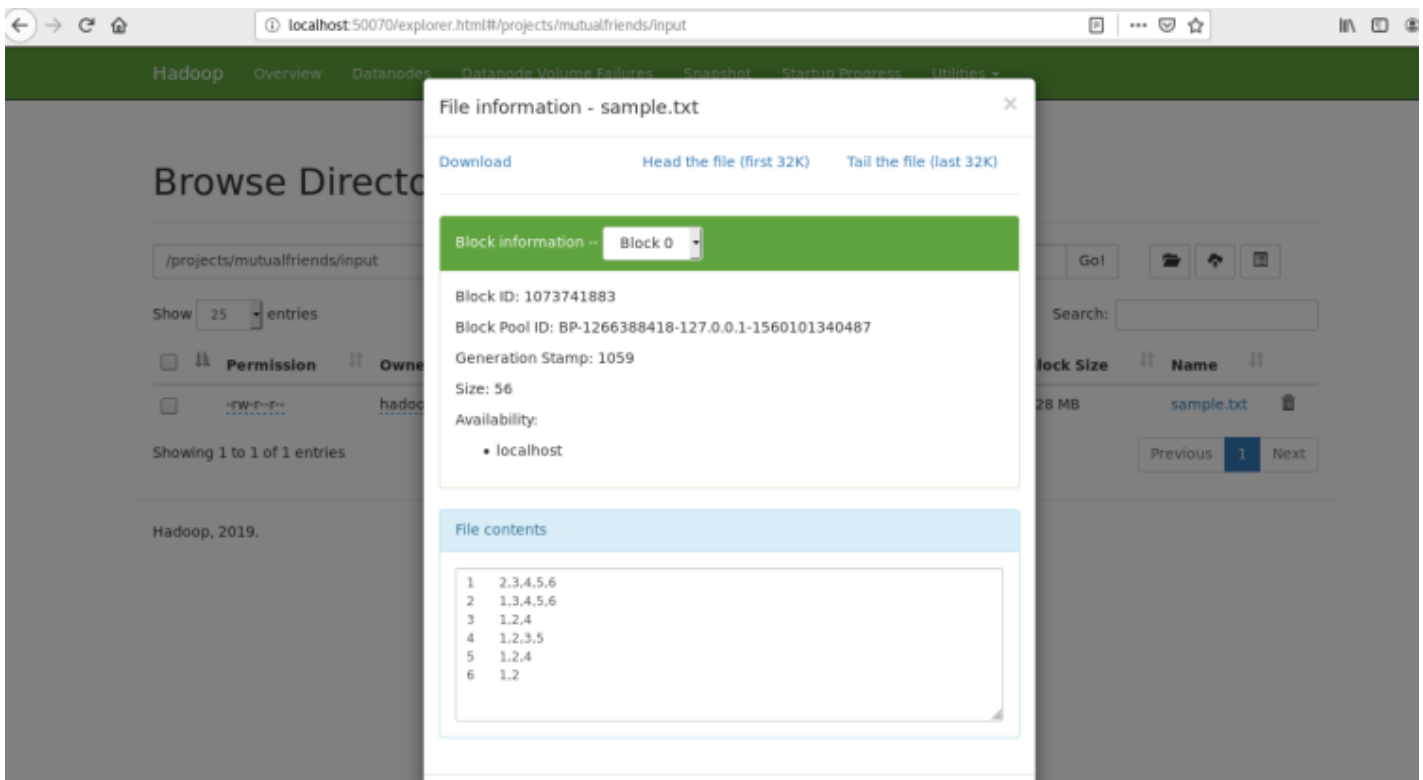 localhost:50070/explorer.html#/projects/mutualfriends/input
Hadoop Overview Datanodes Datanode Volume Failures Snapshot Startup Progress Utilities
File information - sample.txt
Download Head the file (first 32K) Tail the file (last 32K)
Browse Directo
Block information -- Block 0
/projects/mutualfriends/input Go!
Block ID: 1073741883
Show 25 entries Search:
Block Pool ID: BP-1266388418-127.0.0.1-1560101340487
Generation Stamp: 1059
Permission Owne lock Size Name
Size: 56
-rw-r--r-- hadoo 28 MB sample.txt
Availability:
• localhost
Showing 1 to 1 of 1 entries Previous 1 Next
Hadoop, 2019.
File contents
1 2,3,4,5,6
2 1,3,4,5,6
3 1,2,4
4 1,2,3,5
5 1,2,4
6 1,2